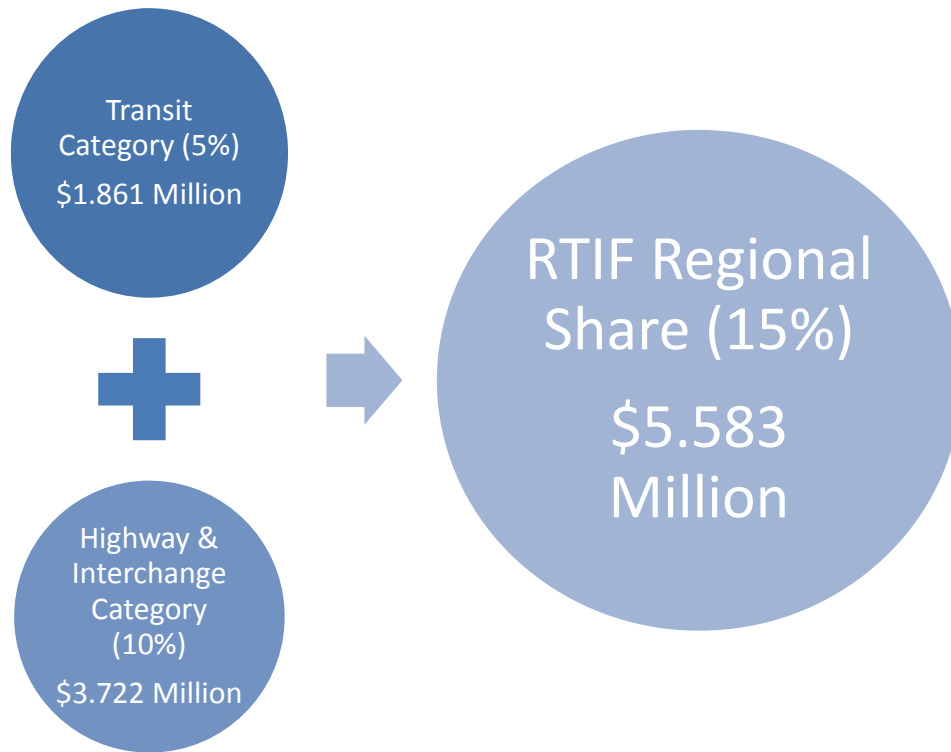 Transit
Category (5%)
$1.861 Million
Highway &
Interchange
Category
(10%)
$3.722 Million
RTIF Regional
Share (15%)
$5.583
Million